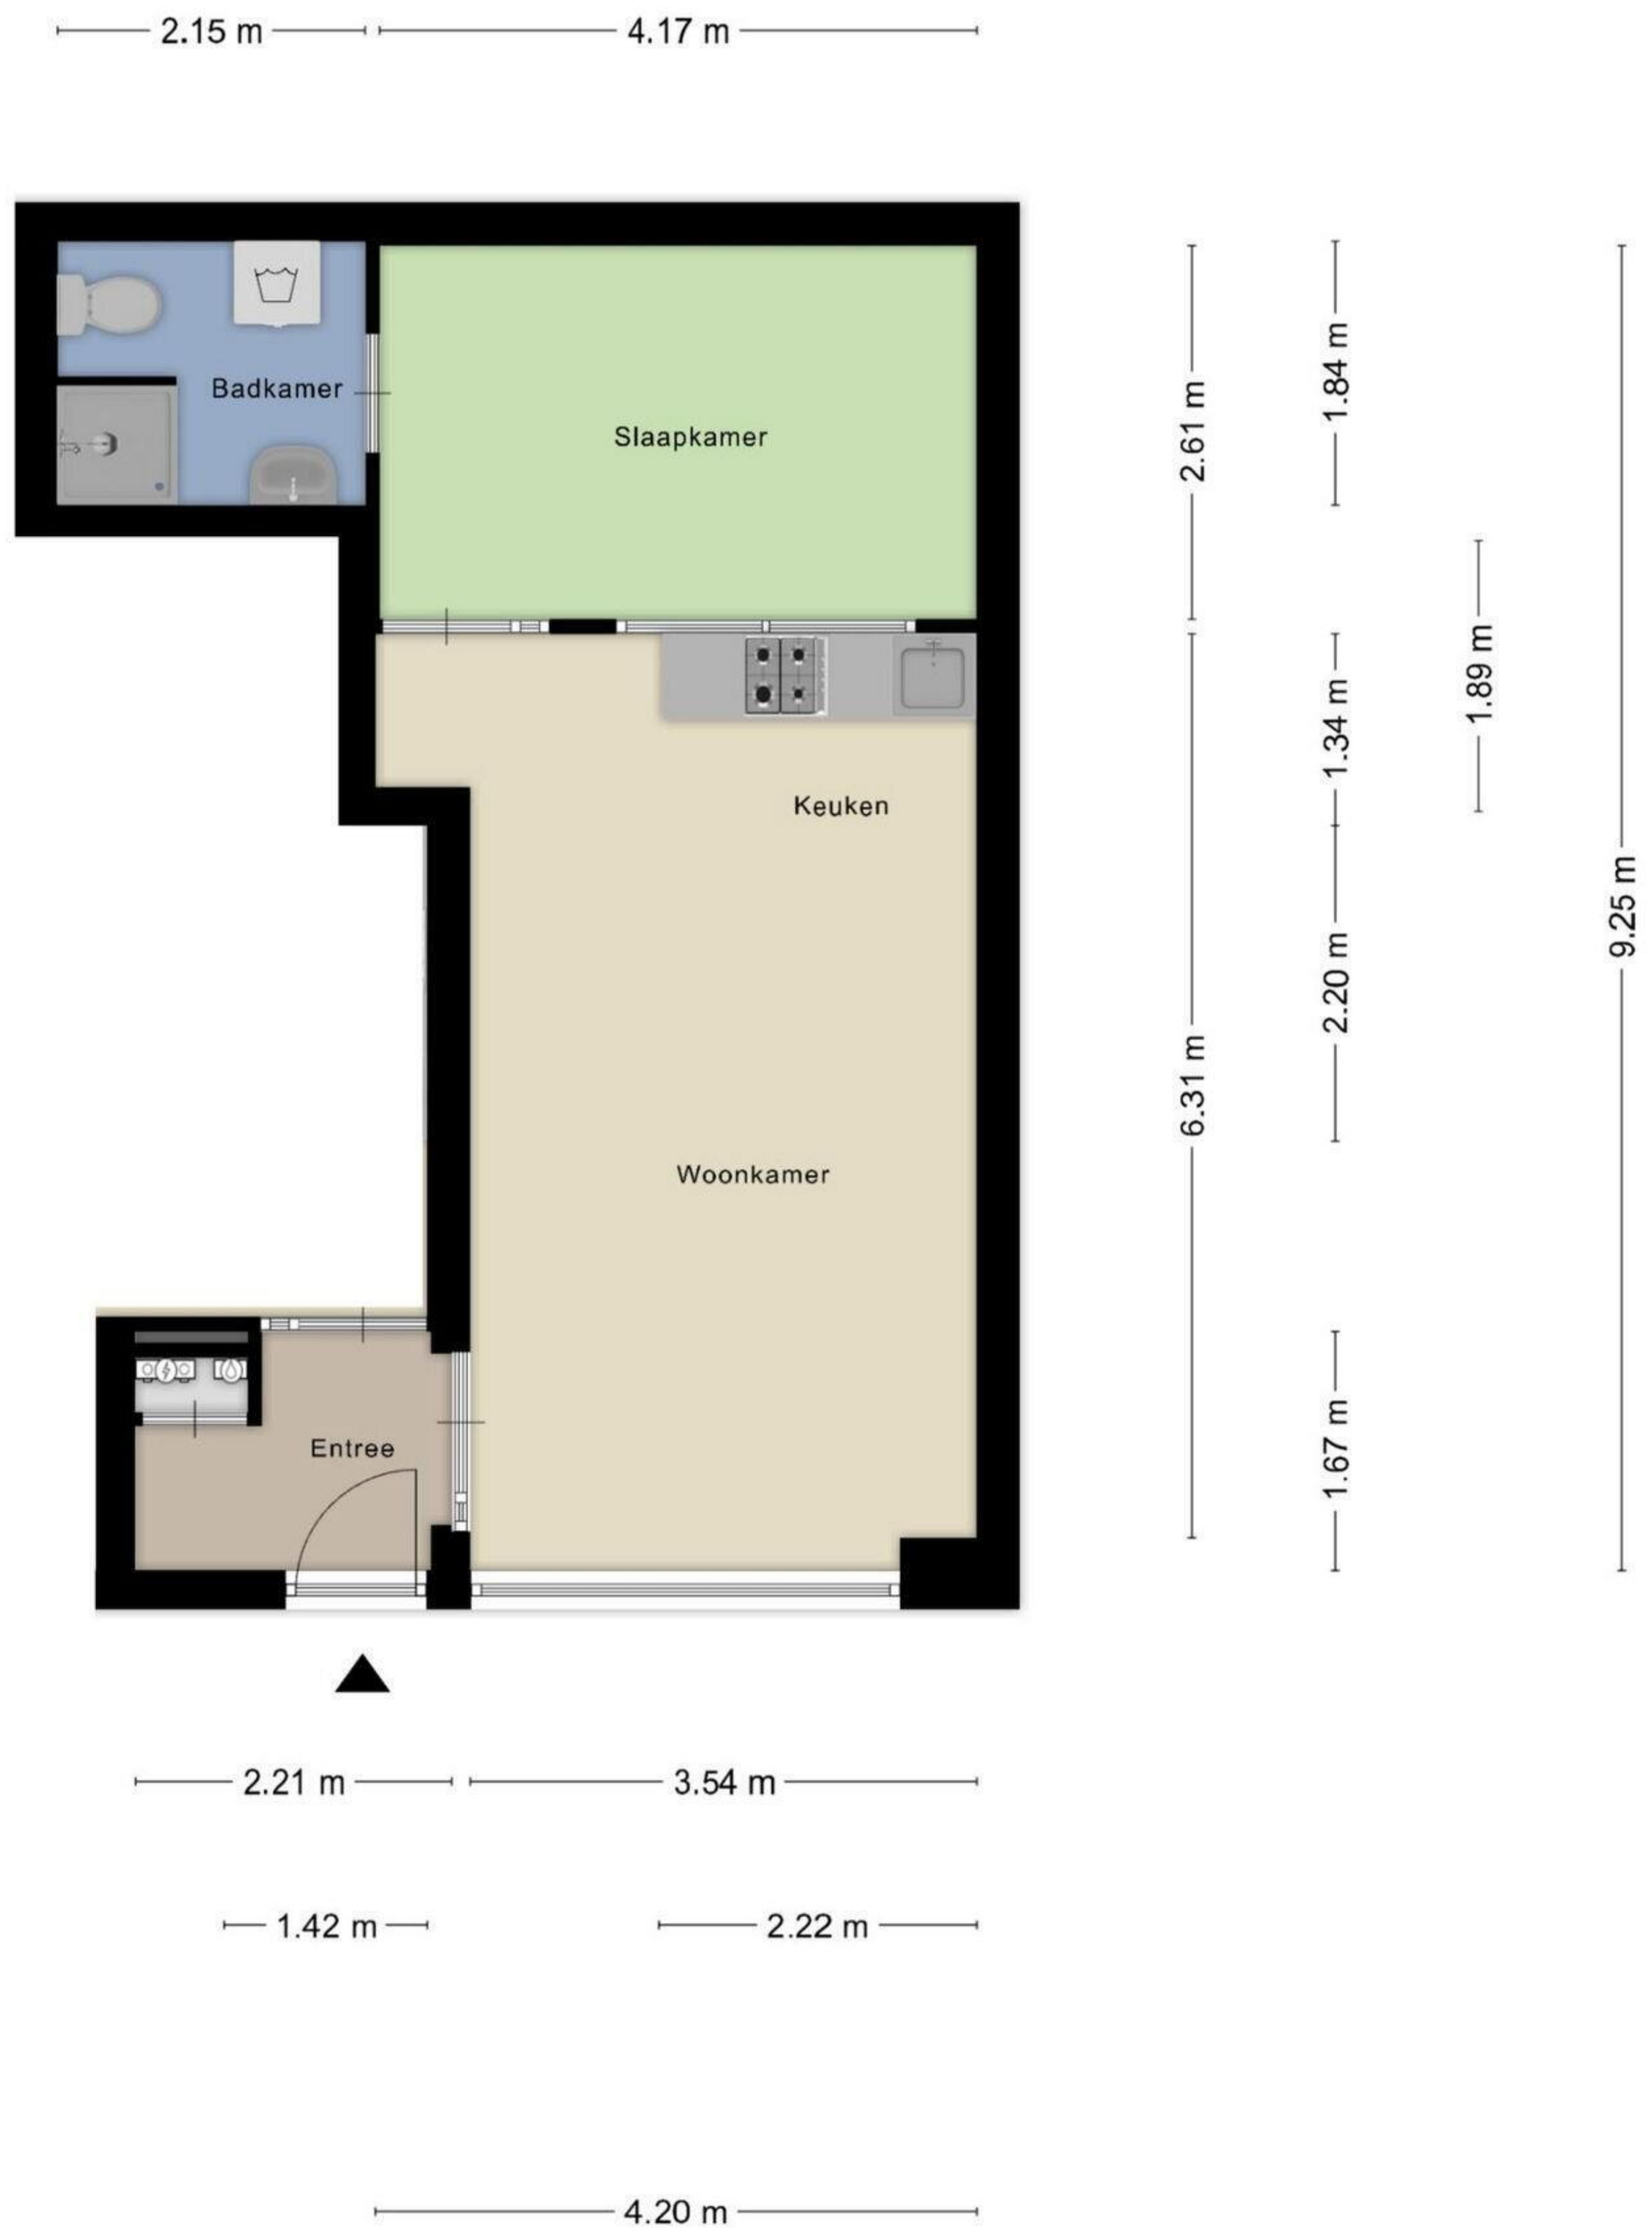 2.15 m
4.17 m
Badkamer
Slaapkamer
2.61 m
1.84 m
1.89 m
1.34 m
Keuken
9.25 m
2.20 m
6.31 m
Woonkamer
1.67 m
Entree
2.21 m
3.54 m
1.42 m
2.22 m
4.20 m